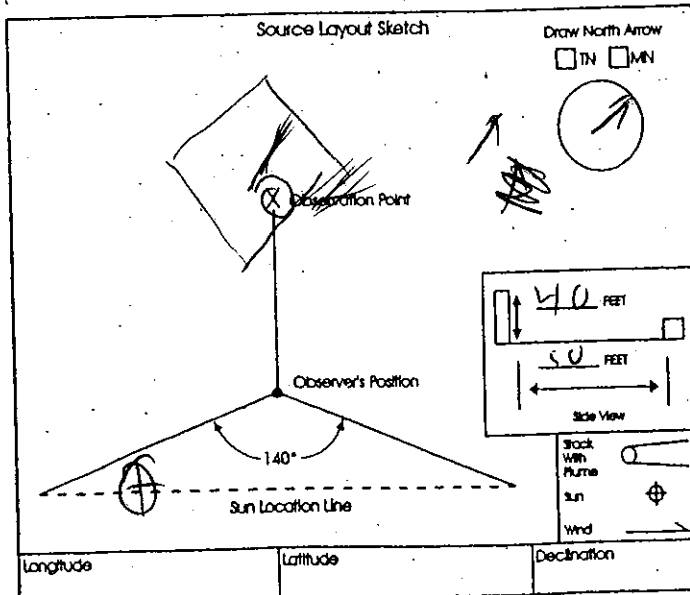 Source Layout Sketch
Draw North Arrow
TN MN
X Observation Point
40 FEET
50 FEET
Side View
Observer's Position
140°
Sun Location Line
Stack
With
Plume
Sun
Wind
Longitude
Latitude
Declination